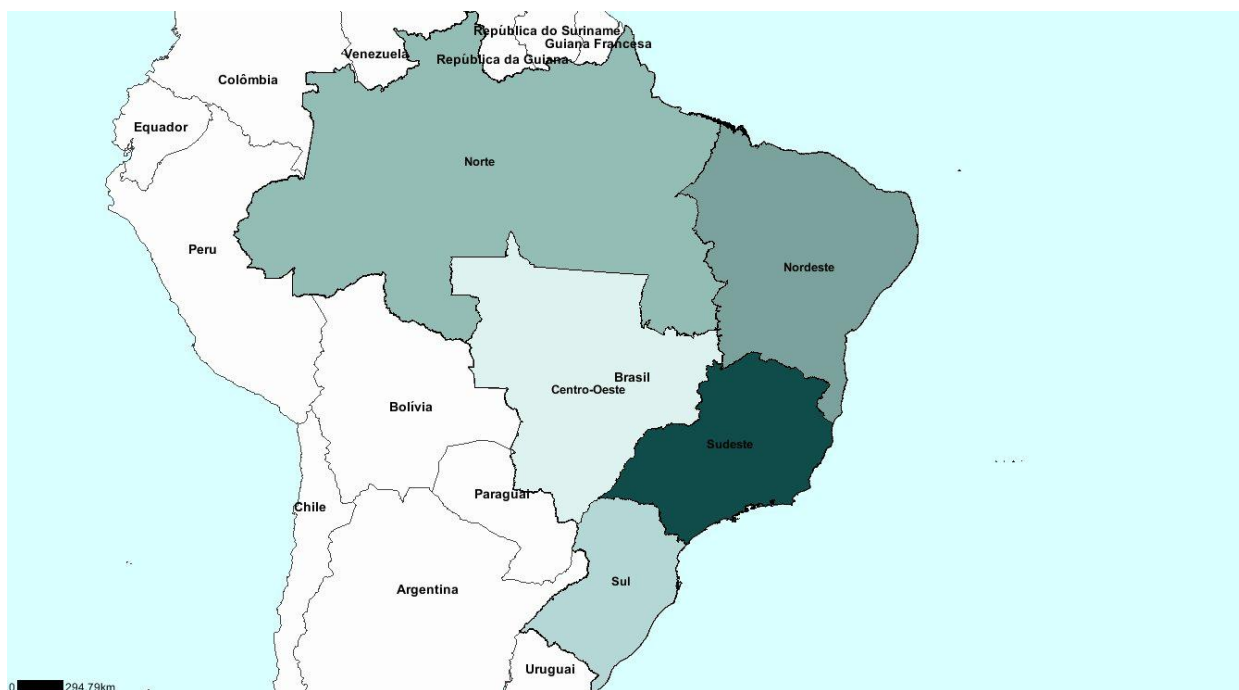 República do Suriname
Guiana Francesa
Venezuela
República da Guiana
Colômbia
Equador
Norte
Peru
Nordeste
Brasil
Centro-Oeste
Bolívia
Sudeste
Paraguai
Chile
Sul
Argentina
Uruguai
0 294.79km